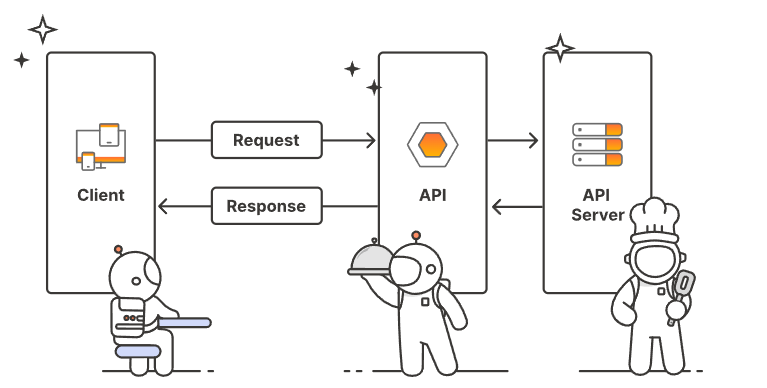 Request
Response
Client
API
API
Server